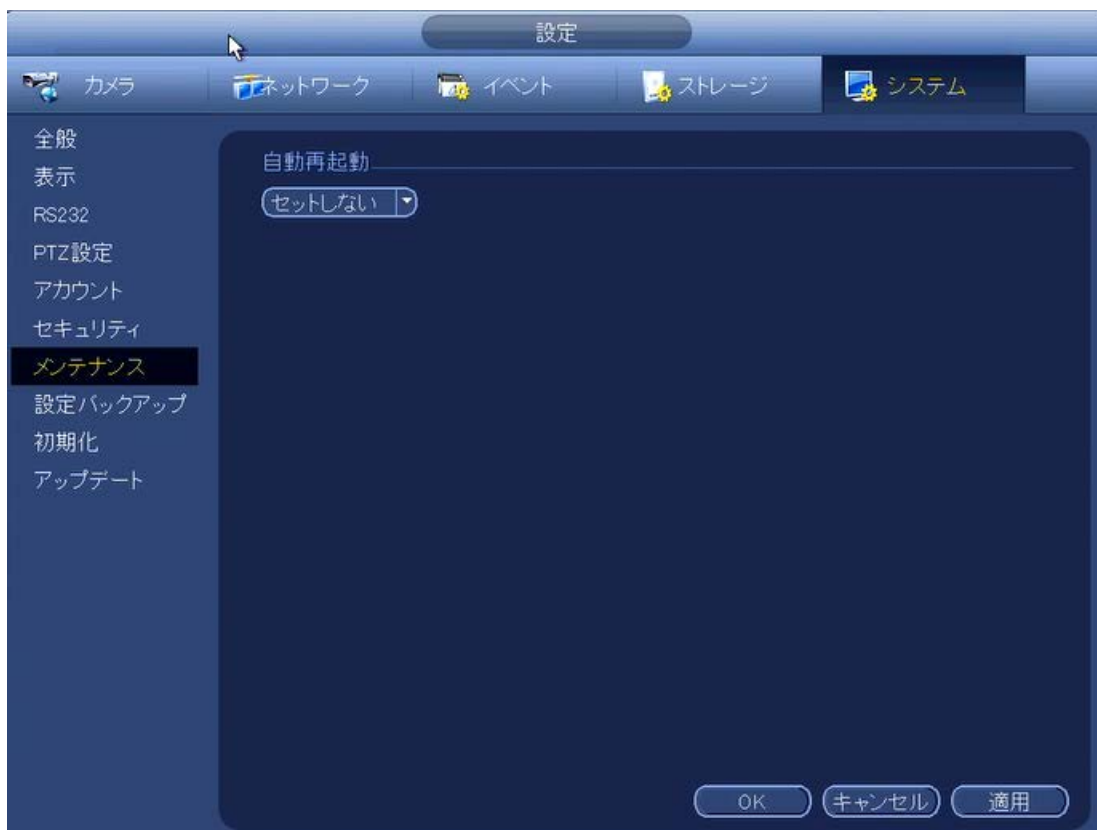 設定
カメラ
ネットワーク
イベント
ストレージ
システム
全般
表示
RS232
PTZ設定
アカウント
セキュリティ
メンテナンス
設定バックアップ
初期化
アップデート
自動再起動
セットしない
OK
キャンセル
適用